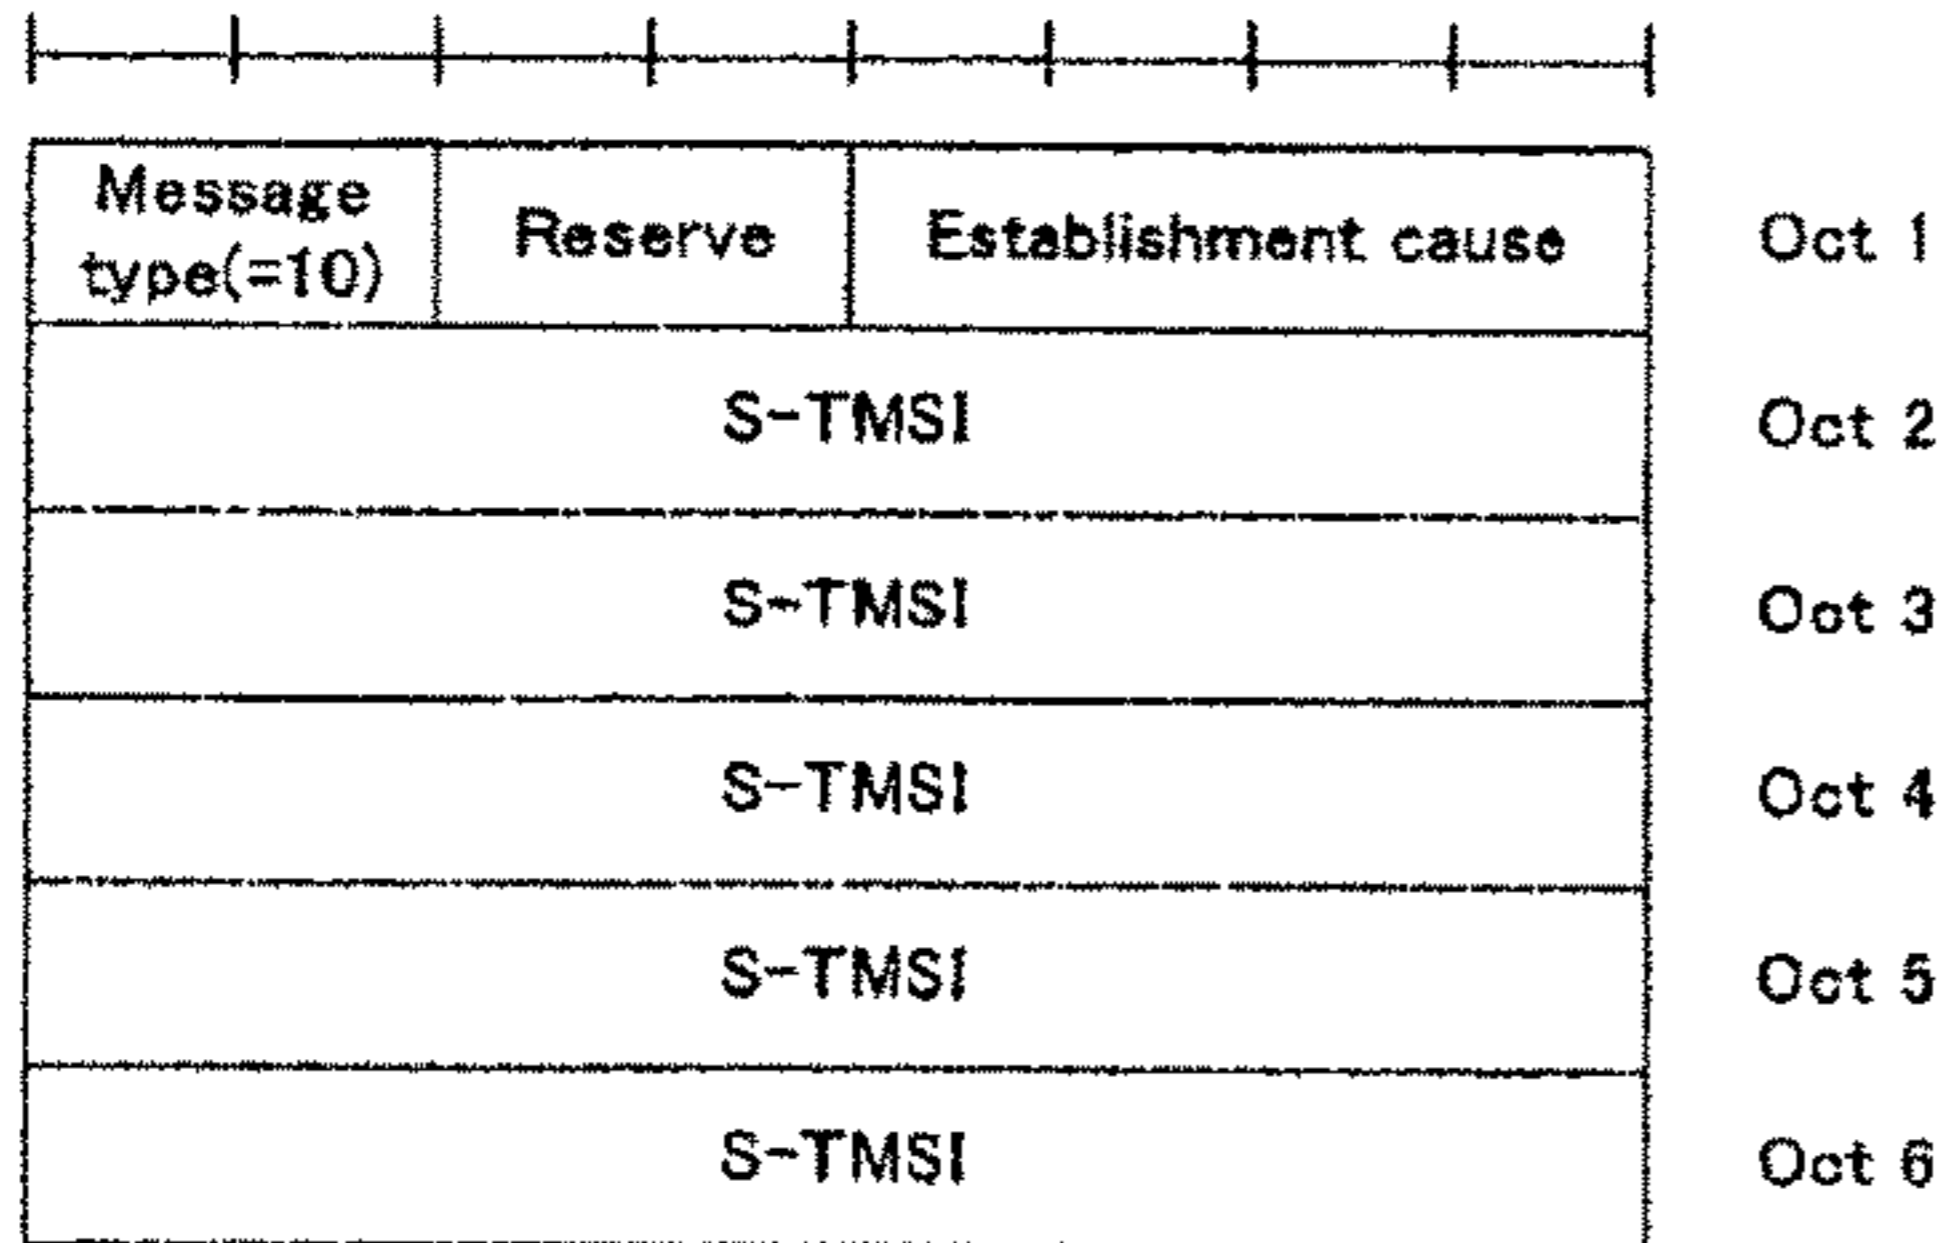 Message
type(=10)
Reserve
Establishment cause
Oct 1
S-TMSI
Oct 2
S-TMSI
Oct 3
S-TMSI
Oct 4
S-TMSI
Oct 5
S-TMSI
Oct 6